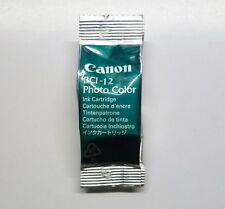 Canon
BCI-12
Photo Color
Ink Cartridge
Cartouche d'encre
Tintenpatrone
Cartucho de tinta
Cartuccia Inchiostro
インクカートリッジ